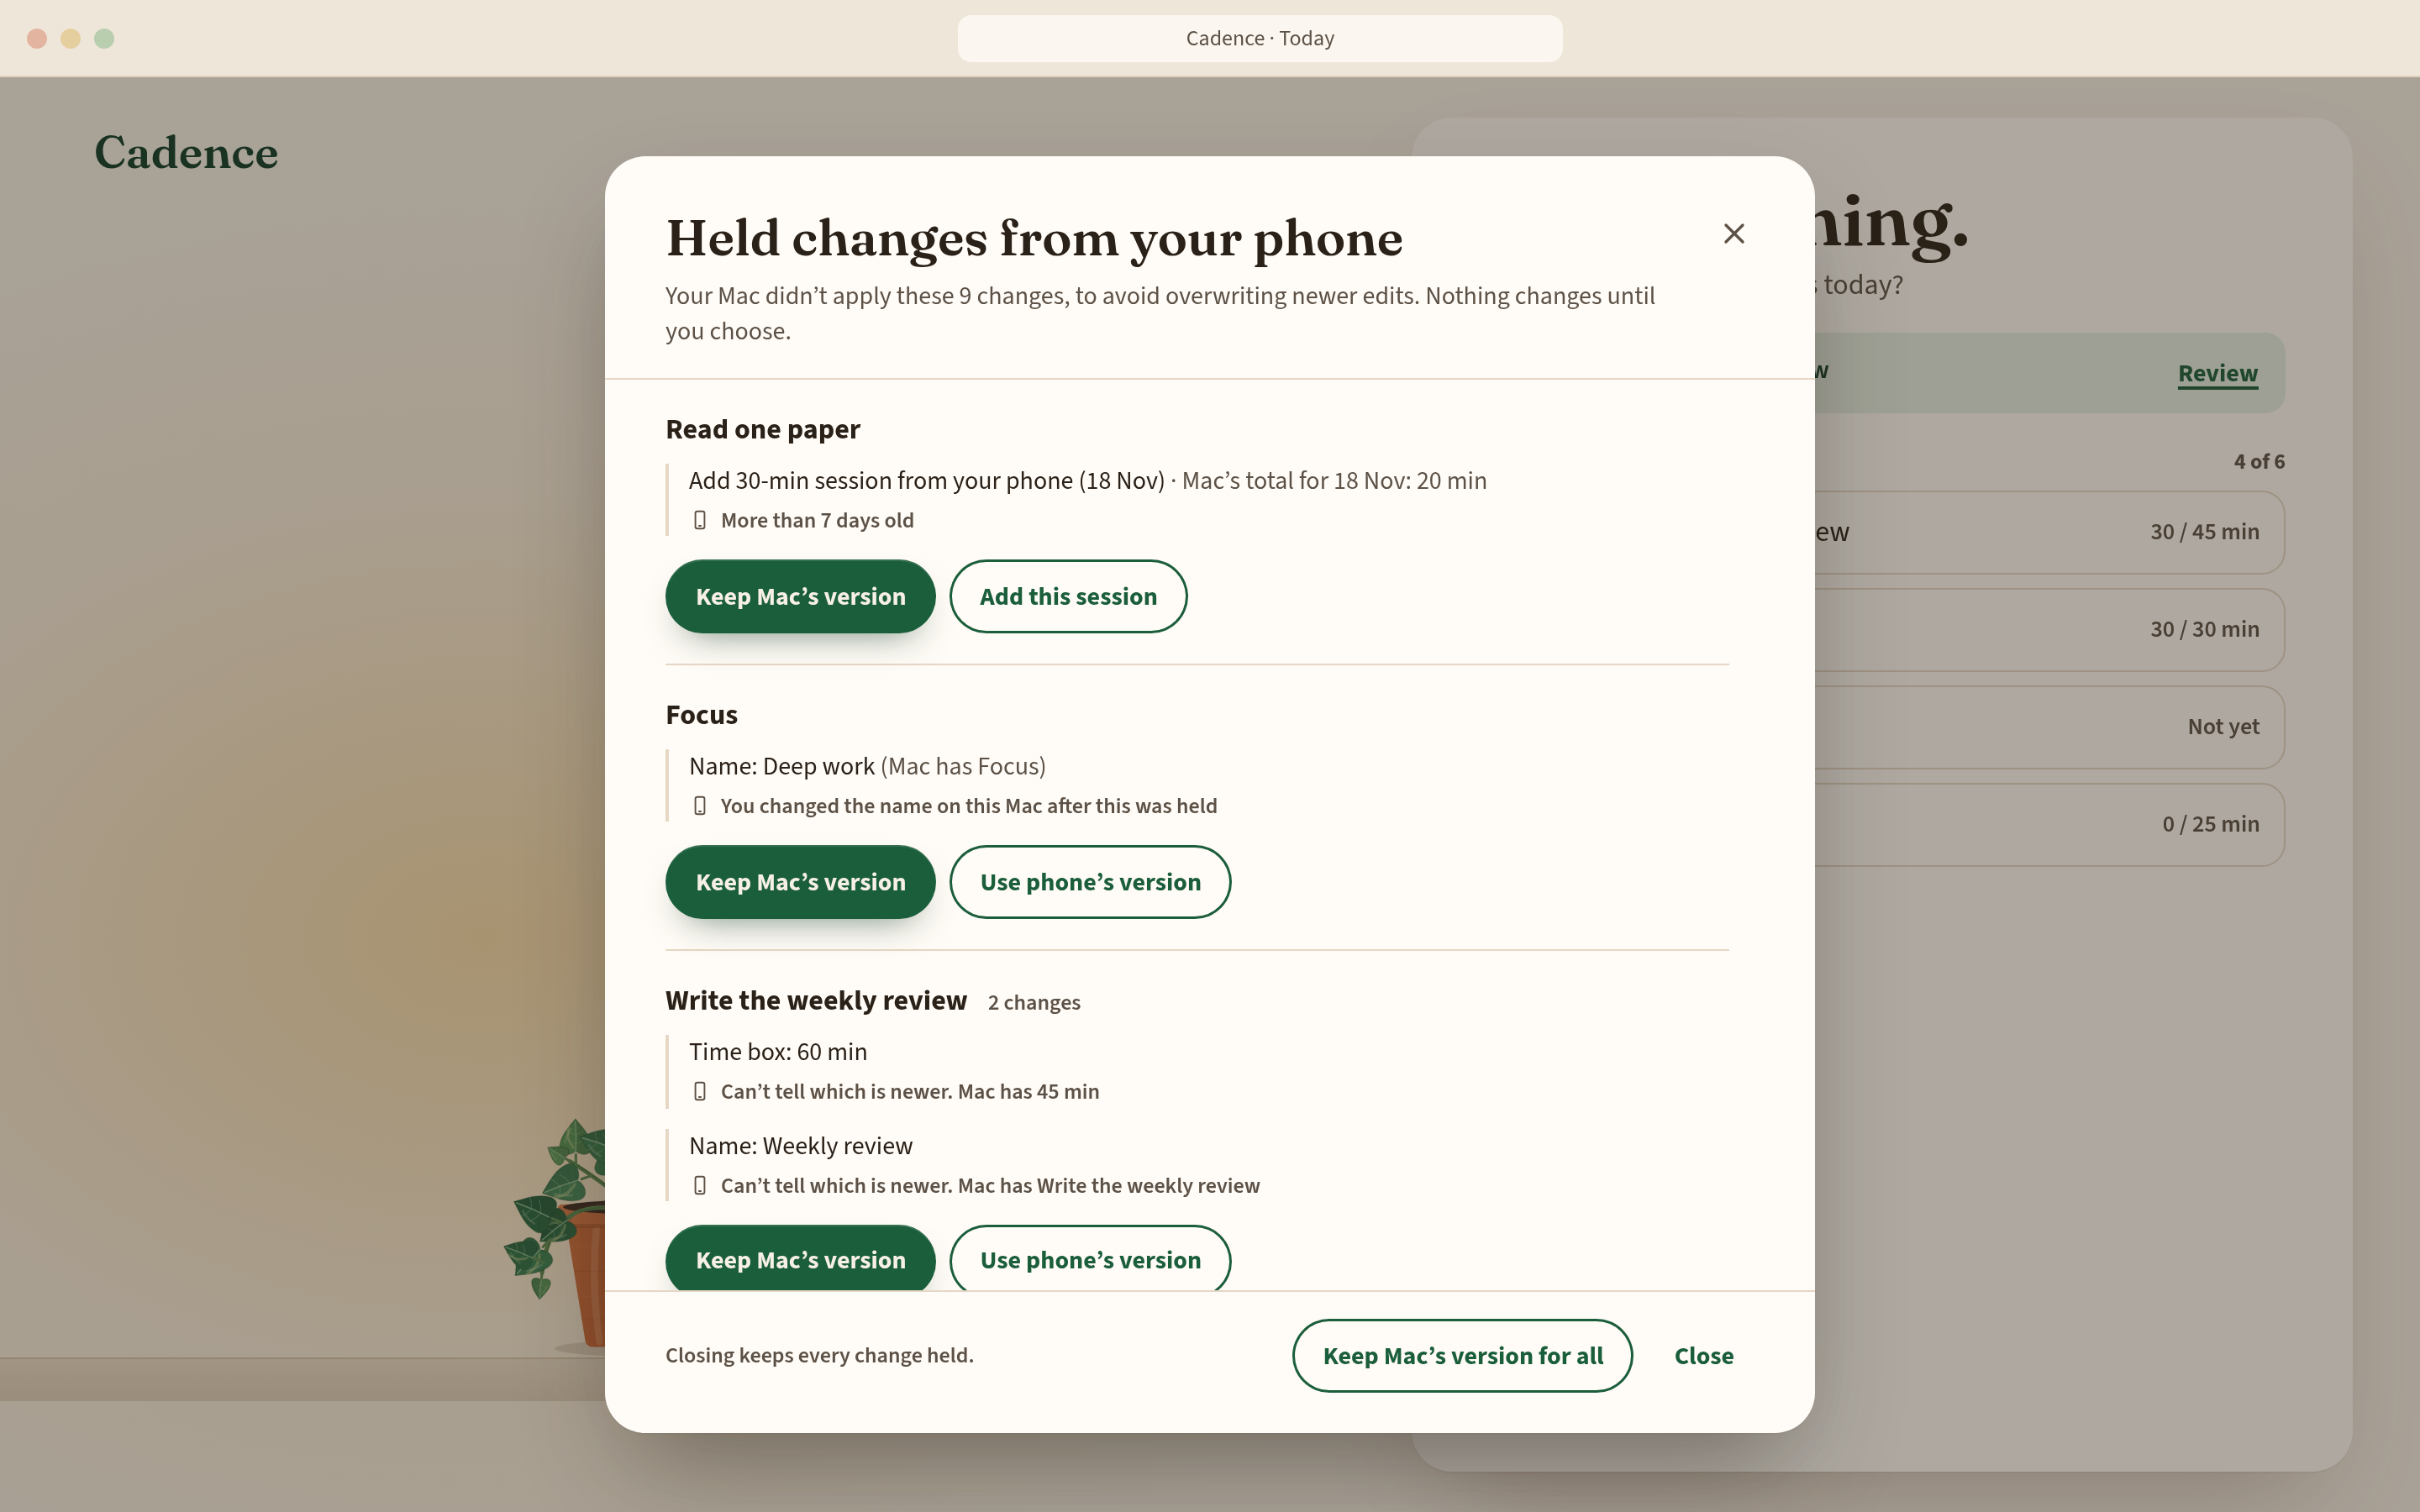 Cadence · Today
Cadence
Held changes from your phone
Your Mac didn’t apply these 9 changes, to avoid overwriting newer edits. Nothing changes until
you choose.
Read one paper
Add 30-min session from your phone (18 Nov) · Mac’s total for 18 Nov: 20 min
More than 7 days old
Keep Mac’s version
Add this session
Focus
Name: Deep work (Mac has Focus)
You changed the name on this Mac after this was held
Keep Mac’s version
Use phone’s version
Write the weekly review 2 changes
Time box: 60 min
Can’t tell which is newer. Mac has 45 min
Name: Weekly review
Can’t tell which is newer. Mac has Write the weekly review
Keep Mac’s version
Use phone’s version
Closing keeps every change held.
Keep Mac’s version for all
Close
today?
Review
4 of 6
30 / 45 min
30 / 30 min
Not yet
0 / 25 min